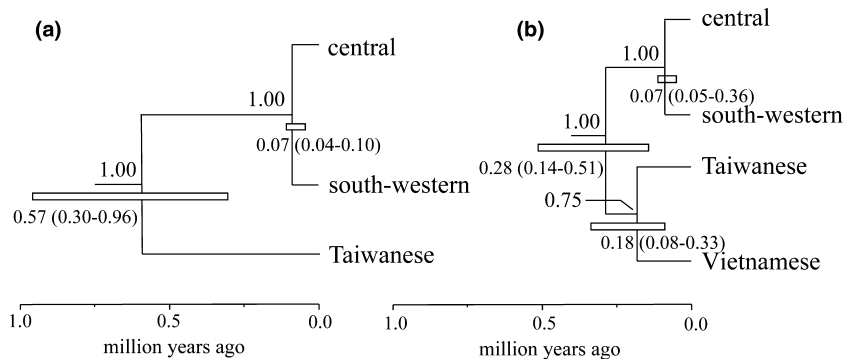 (a)
central
1.00
0.07 (0.04-0.10)
1.00
south-western
0.57 (0.30-0.96)
Taiwanese
1.0
0.5
0.0
million years ago
(b)
central
1.00
0.07 (0.05-0.36)
south-western
1.00
0.28 (0.14-0.51)
Taiwanese
0.75
0.18 (0.08-0.33)
Vietnamese
1.0
0.5
0.0
million years ago